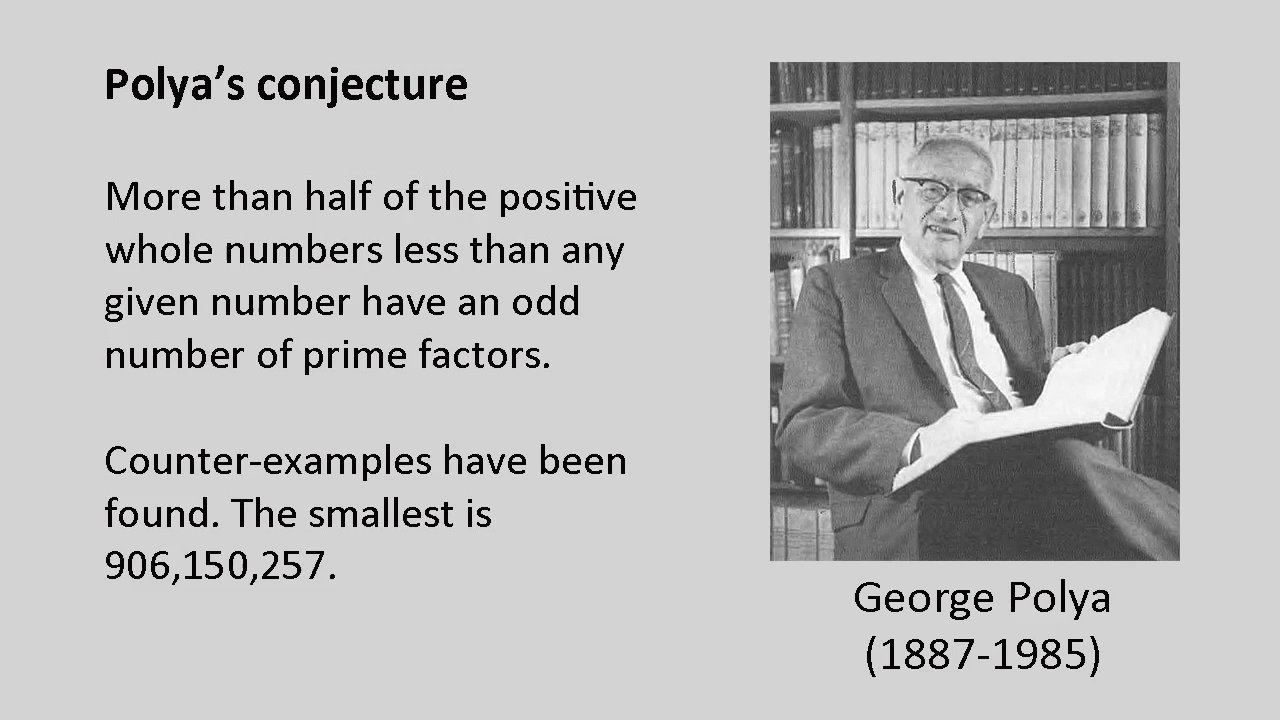 Polya’s conjecture
More than half of the positive
whole numbers less than any
given number have an odd
number of prime factors.
Counter-examples have been
found. The smallest is
906,150,257.
George Polya
(1887-1985)